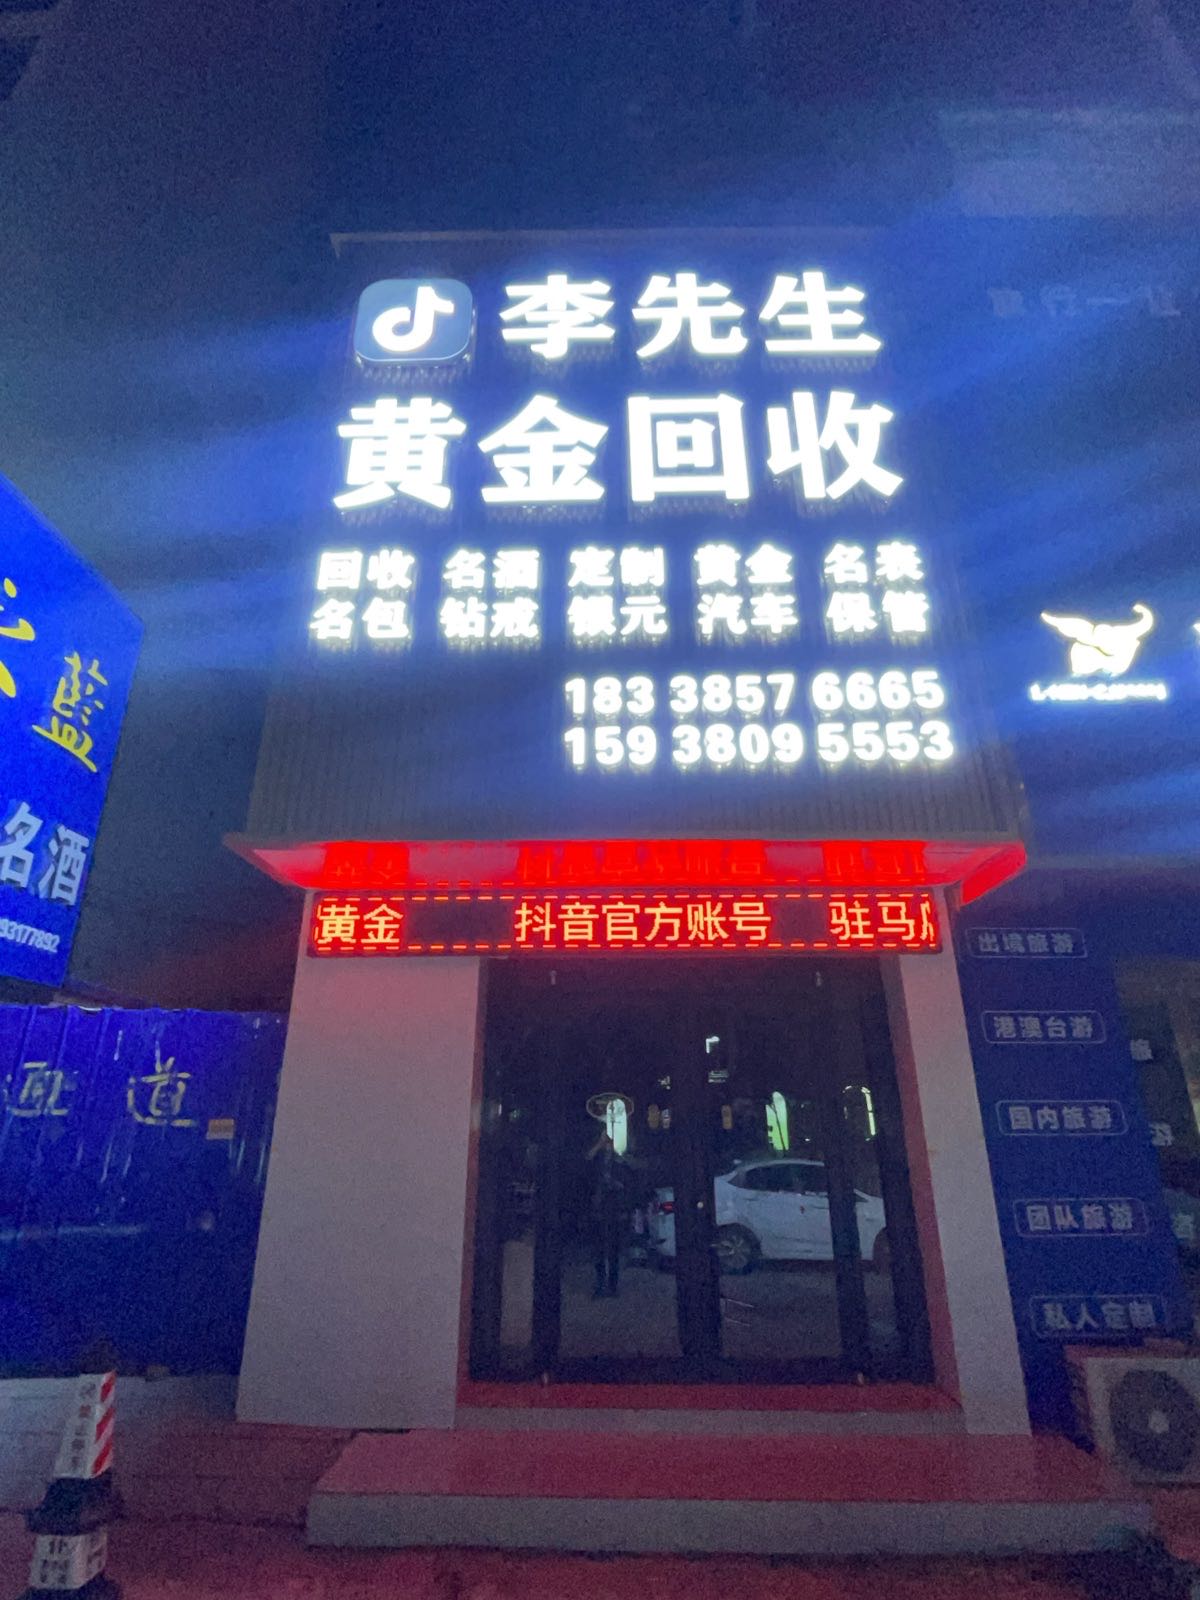 李先生
黄金回收
回收 名酒 定制 黄金 名表
名包 钻戒 银元 汽车 保管
183 3857 6665
159 3809 5553
黄金 抖音官方账号 驻马
蓝
名酒
93177892
出境旅游
港澳台游
国内旅游
团队旅游
私人定制
道